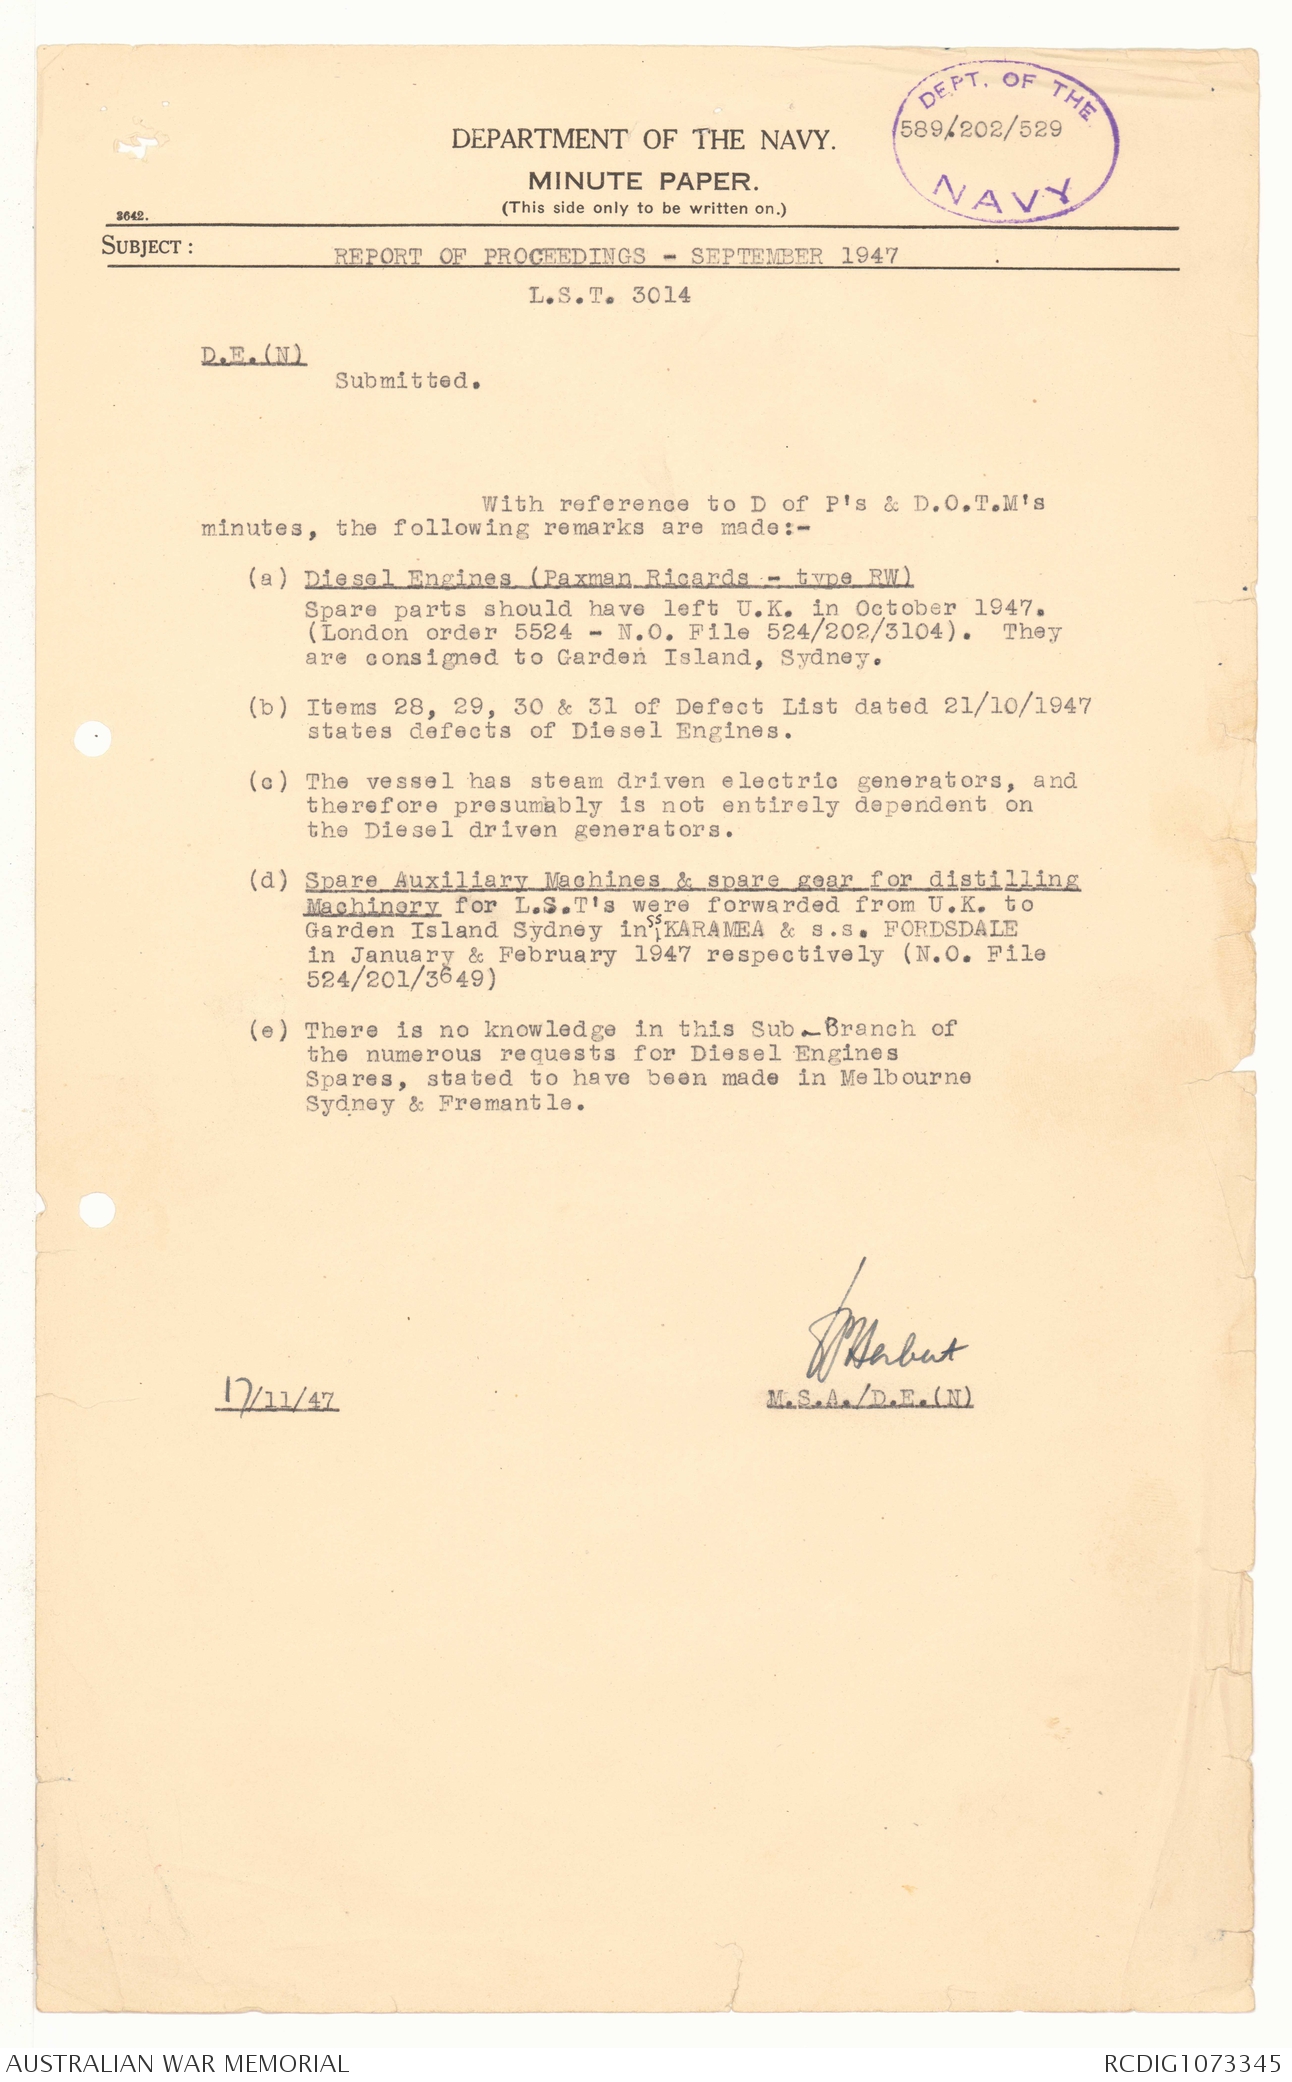 DEPT. OF THE
589/202/529
NAVY
DEPARTMENT OF THE NAVY.
MINUTE PAPER.
(This side only to be written on.)
3642.
SUBJECT:
REPORT OF PROCEEDINGS - SEPTEMBER 1947
L.S.T. 3014
D.E.(N)
Submitted.
With reference to D of P's & D.O.T.M's
minutes, the following remarks are made:-
(a) Diesel Engines (Paxman Ricards - type RW)
Spare parts should have left U.K. in October 1947.
(London order 5524 - N.O. File 524/202/3104). They
are consigned to Garden Island, Sydney.
(b) Items 28, 29, 30 & 31 of Defect List dated 21/10/1947
states defects of Diesel Engines.
(c) The vessel has steam driven electric generators, and
therefore presumably is not entirely dependent on
the Diesel driven generators.
(d) Spare Auxiliary Machines & spare gear for distilling
Machinery for L.S.T's were forwarded from U.K. to
Garden Island Sydney in ss KARAMEA & s.s. FORDSDALE
in January & February 1947 respectively (N.O. File
524/201/3649)
(e) There is no knowledge in this Sub-Branch of
the numerous requests for Diesel Engines
Spares, stated to have been made in Melbourne
Sydney & Fremantle.
Herbert
17/11/47
M.S.A./D.E.(N)
AUSTRALIAN WAR MEMORIAL
RCDIG1073345